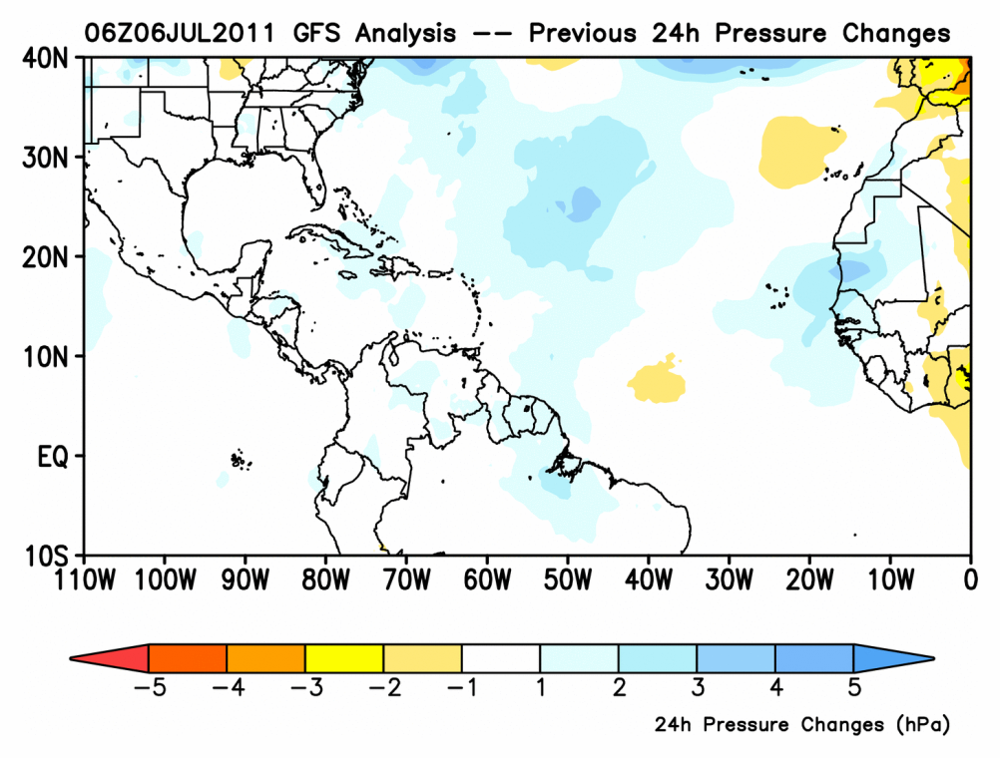 06Z06JUL2011 GFS Analysis -- Previous 24h Pressure Changes
40N
30N
20N
10N
EQ
10S
110W 100W 90W 80W 70W 60W 50W 40W 30W 20W 10W 0
-5 -4 -3 -2 -1 1 2 3 4 5
24h Pressure Changes (hPa)